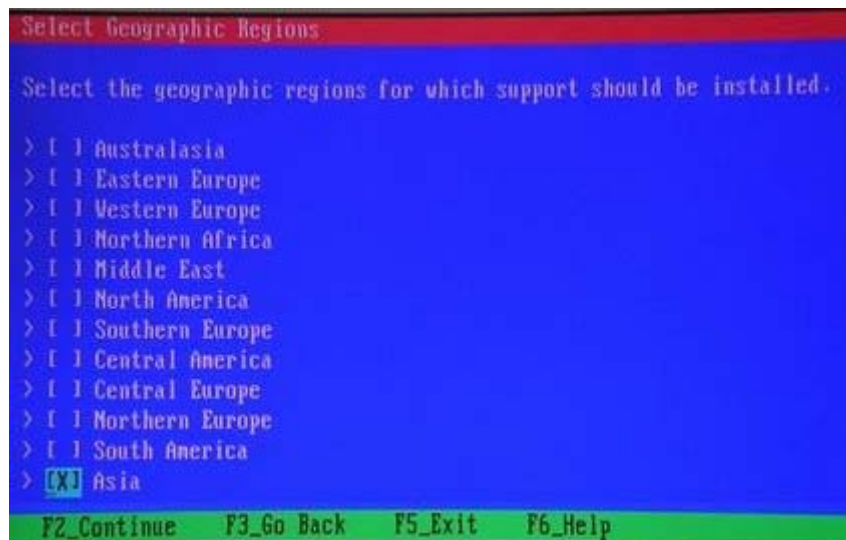 Select Geographic Regions
Select the geographic regions for which support should be installed.
> [ ] Australasia
> [ ] Eastern Europe
> [ ] Western Europe
> [ ] Northern Africa
> [ ] Middle East
> [ ] North America
> [ ] Southern Europe
> [ ] Central America
> [ ] Central Europe
> [ ] Northern Europe
> [ ] South America
> [X] Asia
F2_Continue F3_Go Back F5_Exit F6_Help